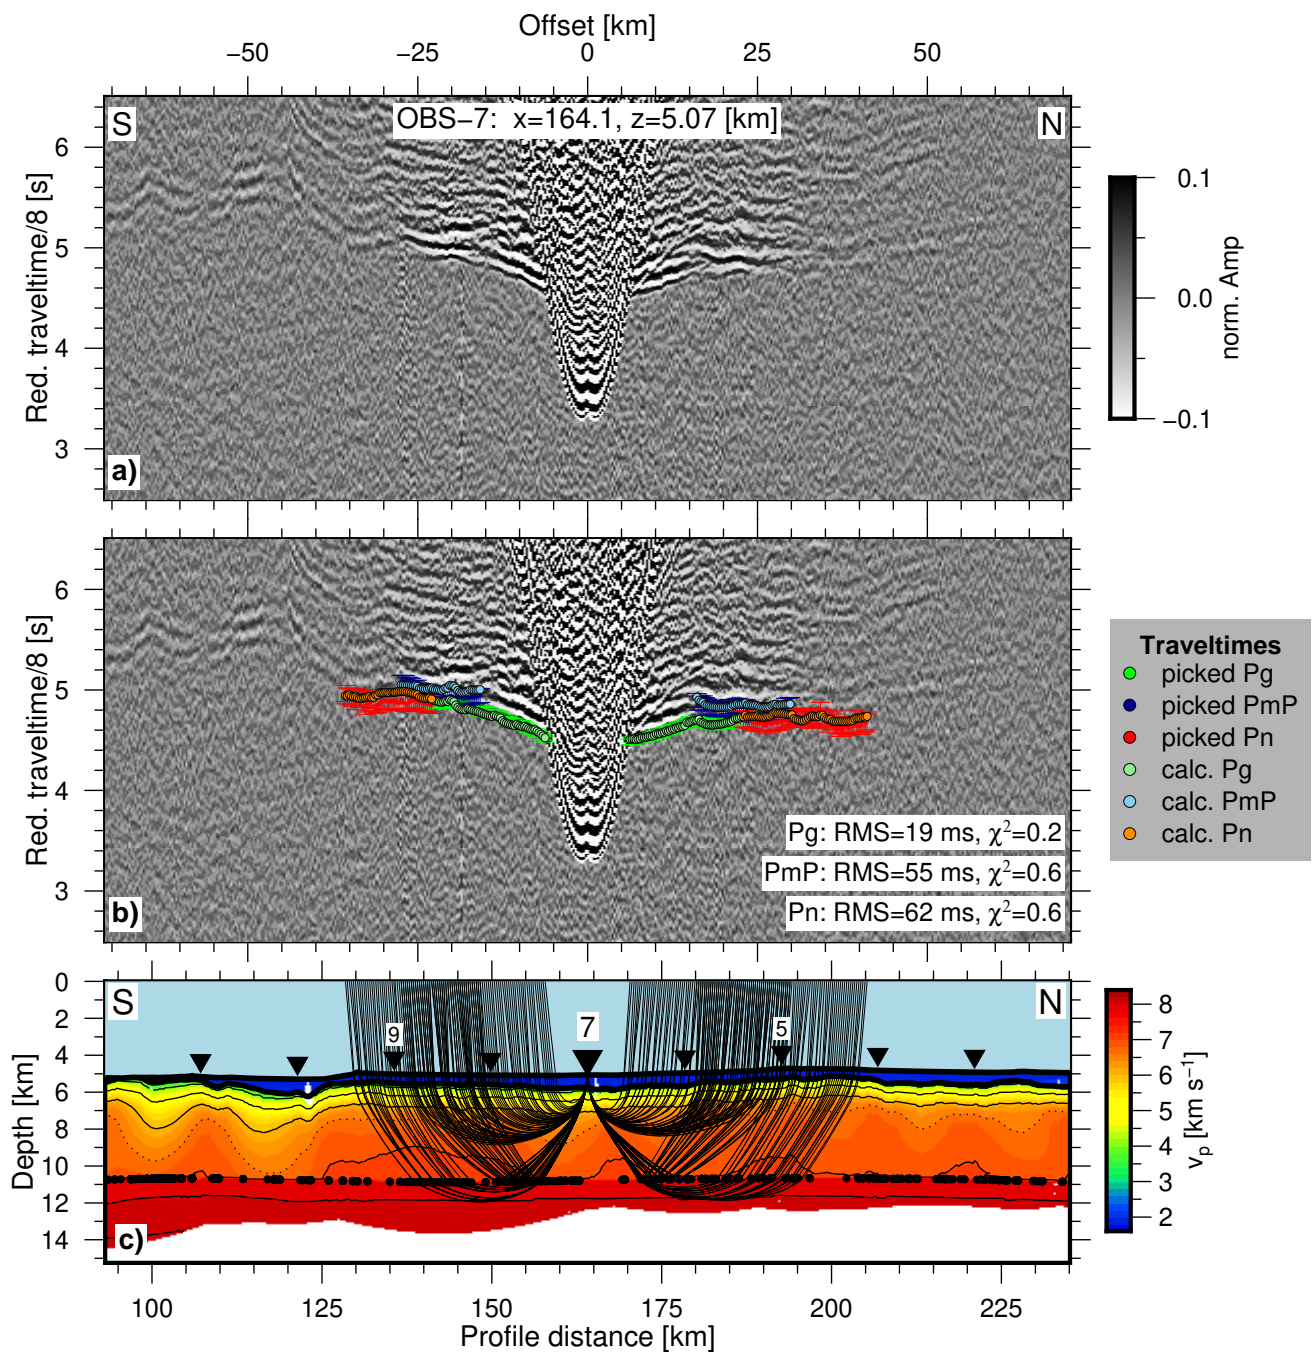 Offset [km]
−50 −25 0 25 50
S
OBS−7: x=164.1, z=5.07 [km]
N
Red. traveltime/8 [s]
6
5
4
3
a)
0.1
0.0
−0.1
norm. Amp
Red. traveltime/8 [s]
6
5
4
3
b)
Pg: RMS=19 ms, χ²=0.2
PmP: RMS=55 ms, χ²=0.6
Pn: RMS=62 ms, χ²=0.6
Traveltimes
picked Pg
picked PmP
picked Pn
calc. Pg
calc. PmP
calc. Pn
Depth [km]
0
2
4
6
8
10
12
14
S
9
7
5
N
c)
8
7
6
5
4
3
2
vp [km s−1]
100 125 150 175 200 225
Profile distance [km]